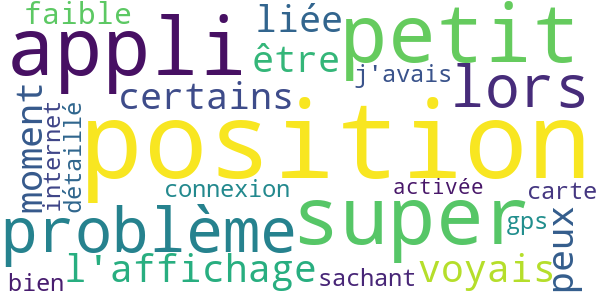 faible
appli
liée
petit
être
j'avais
certains
lors
moment
internet
détaillé
position
connexion
activée
carte
problème
super
gps
peux
bien
l'affichage
sachant
voyais